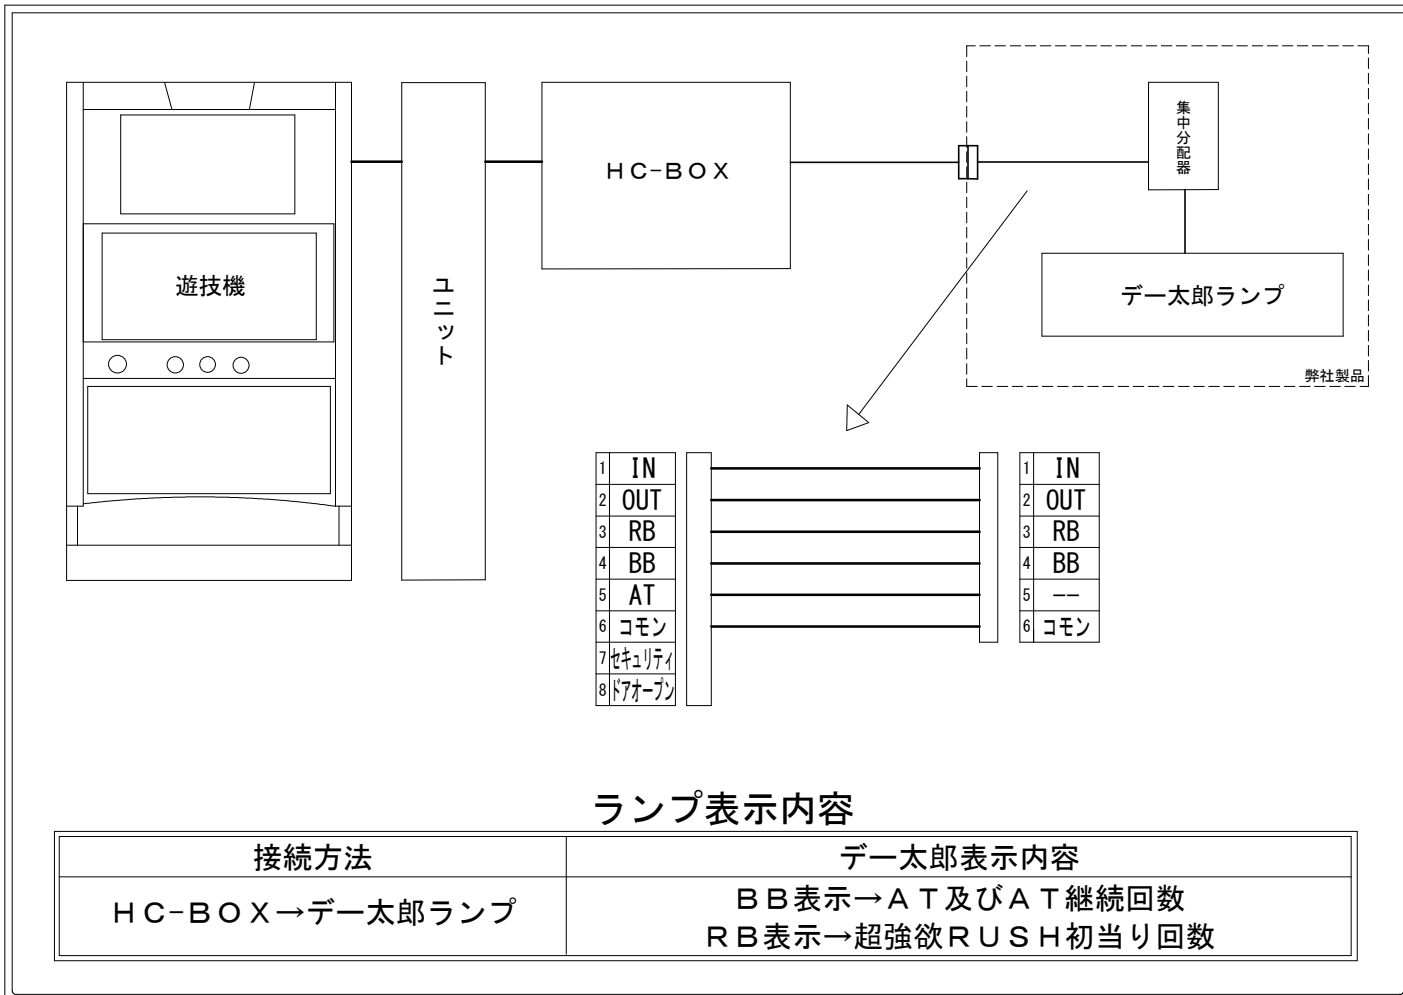 遊技機
ユニット
HC-BOX
集中分配器
デー太郎ランプ
弊社製品
1 IN
2 OUT
3 RB
4 BB
5 AT
6 コモン
7 セキュリティ
8 ドアオープン
1 IN
2 OUT
3 RB
4 BB
5 --
6 コモン
ランプ表示内容
接続方法 デー太郎表示内容
HC-BOX→デー太郎ランプ
BB表示→AT及びAT継続回数
RB表示→超強欲RUSH初当り回数